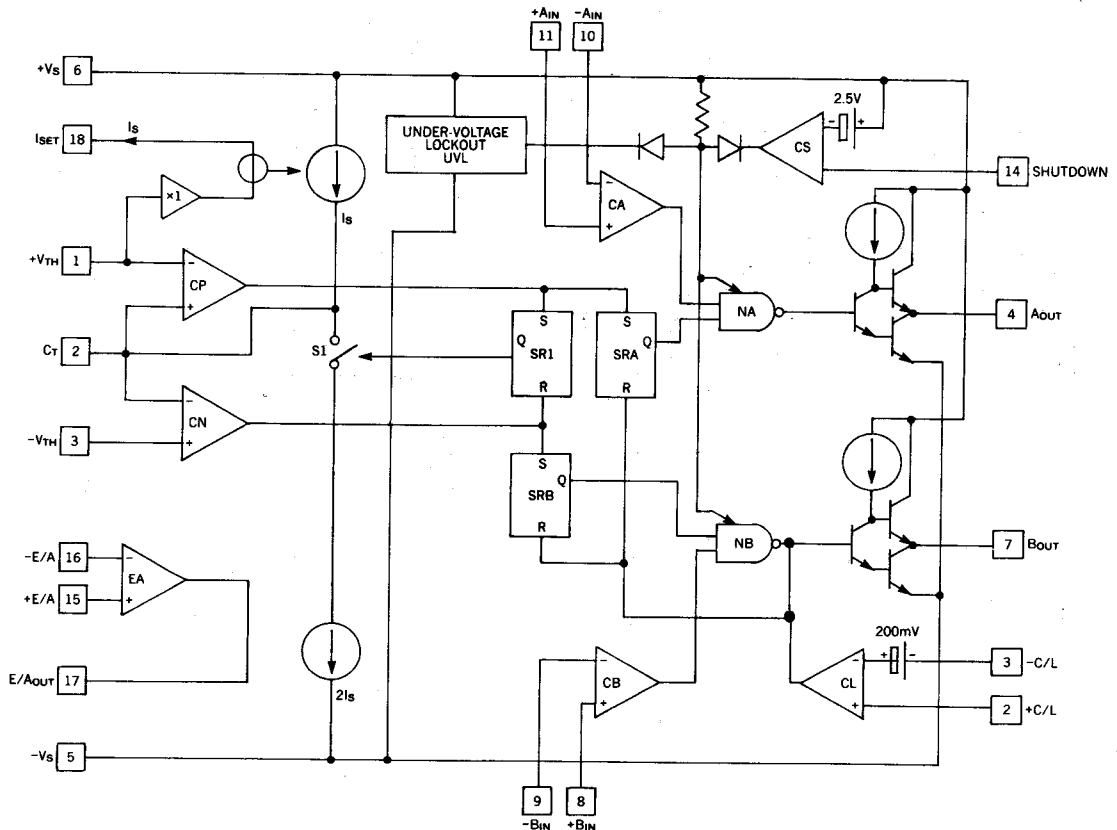 +AIN -AIN
11 10
+VS 6
2.5V
- +
ISET 18 IS
UNDER-VOLTAGE
LOCKOUT
UVL
CS
14 SHUTDOWN
×1
IS
-
CA
+
+VTH 1
-
CP
+
NA
4 AOUT
CT 2
S1
S S
Q SR1 SRA Q
R R
-
CN
+
-VTH 3
S
SRB Q
R
NB
7 BOUT
-E/A 16
-
EA
+E/A 15
+
200mV
+ -
3 -C/L
-
CL
+
2 +C/L
-
CB
+
E/AOUT 17
2IS
-VS 5
9 8
-BIN +BIN